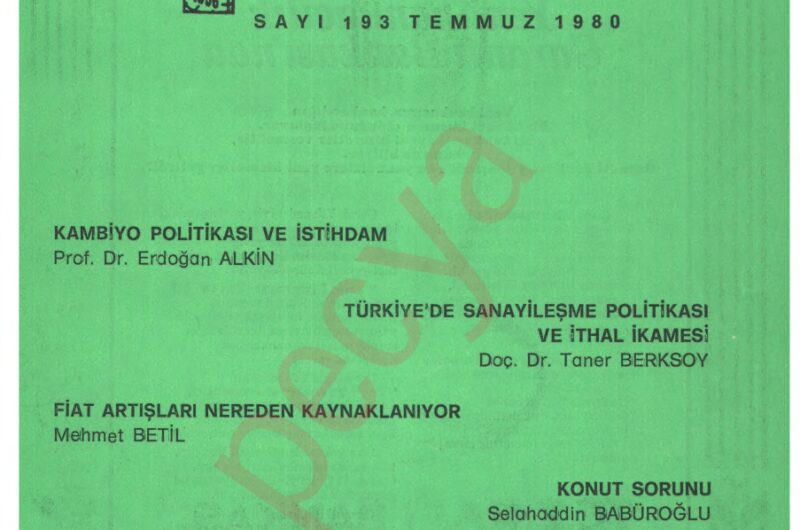 SAYI 193 TEMMUZ 1980
KAMBİYO POLİTİKASI VE İSTİHDAM
Prof. Dr. Erdoğan ALKİN
TÜRKİYE'DE SANAYİLEŞME POLİTİKASI
VE İTHAL İKAMESİ
Doç. Dr. Taner BERKSOY
FİAT ARTIŞLARI NEREDEN KAYNAKLANIYOR
Mehmet BETİL
KONUT SORUNU
Selahaddin BABÜROĞLU
pecya